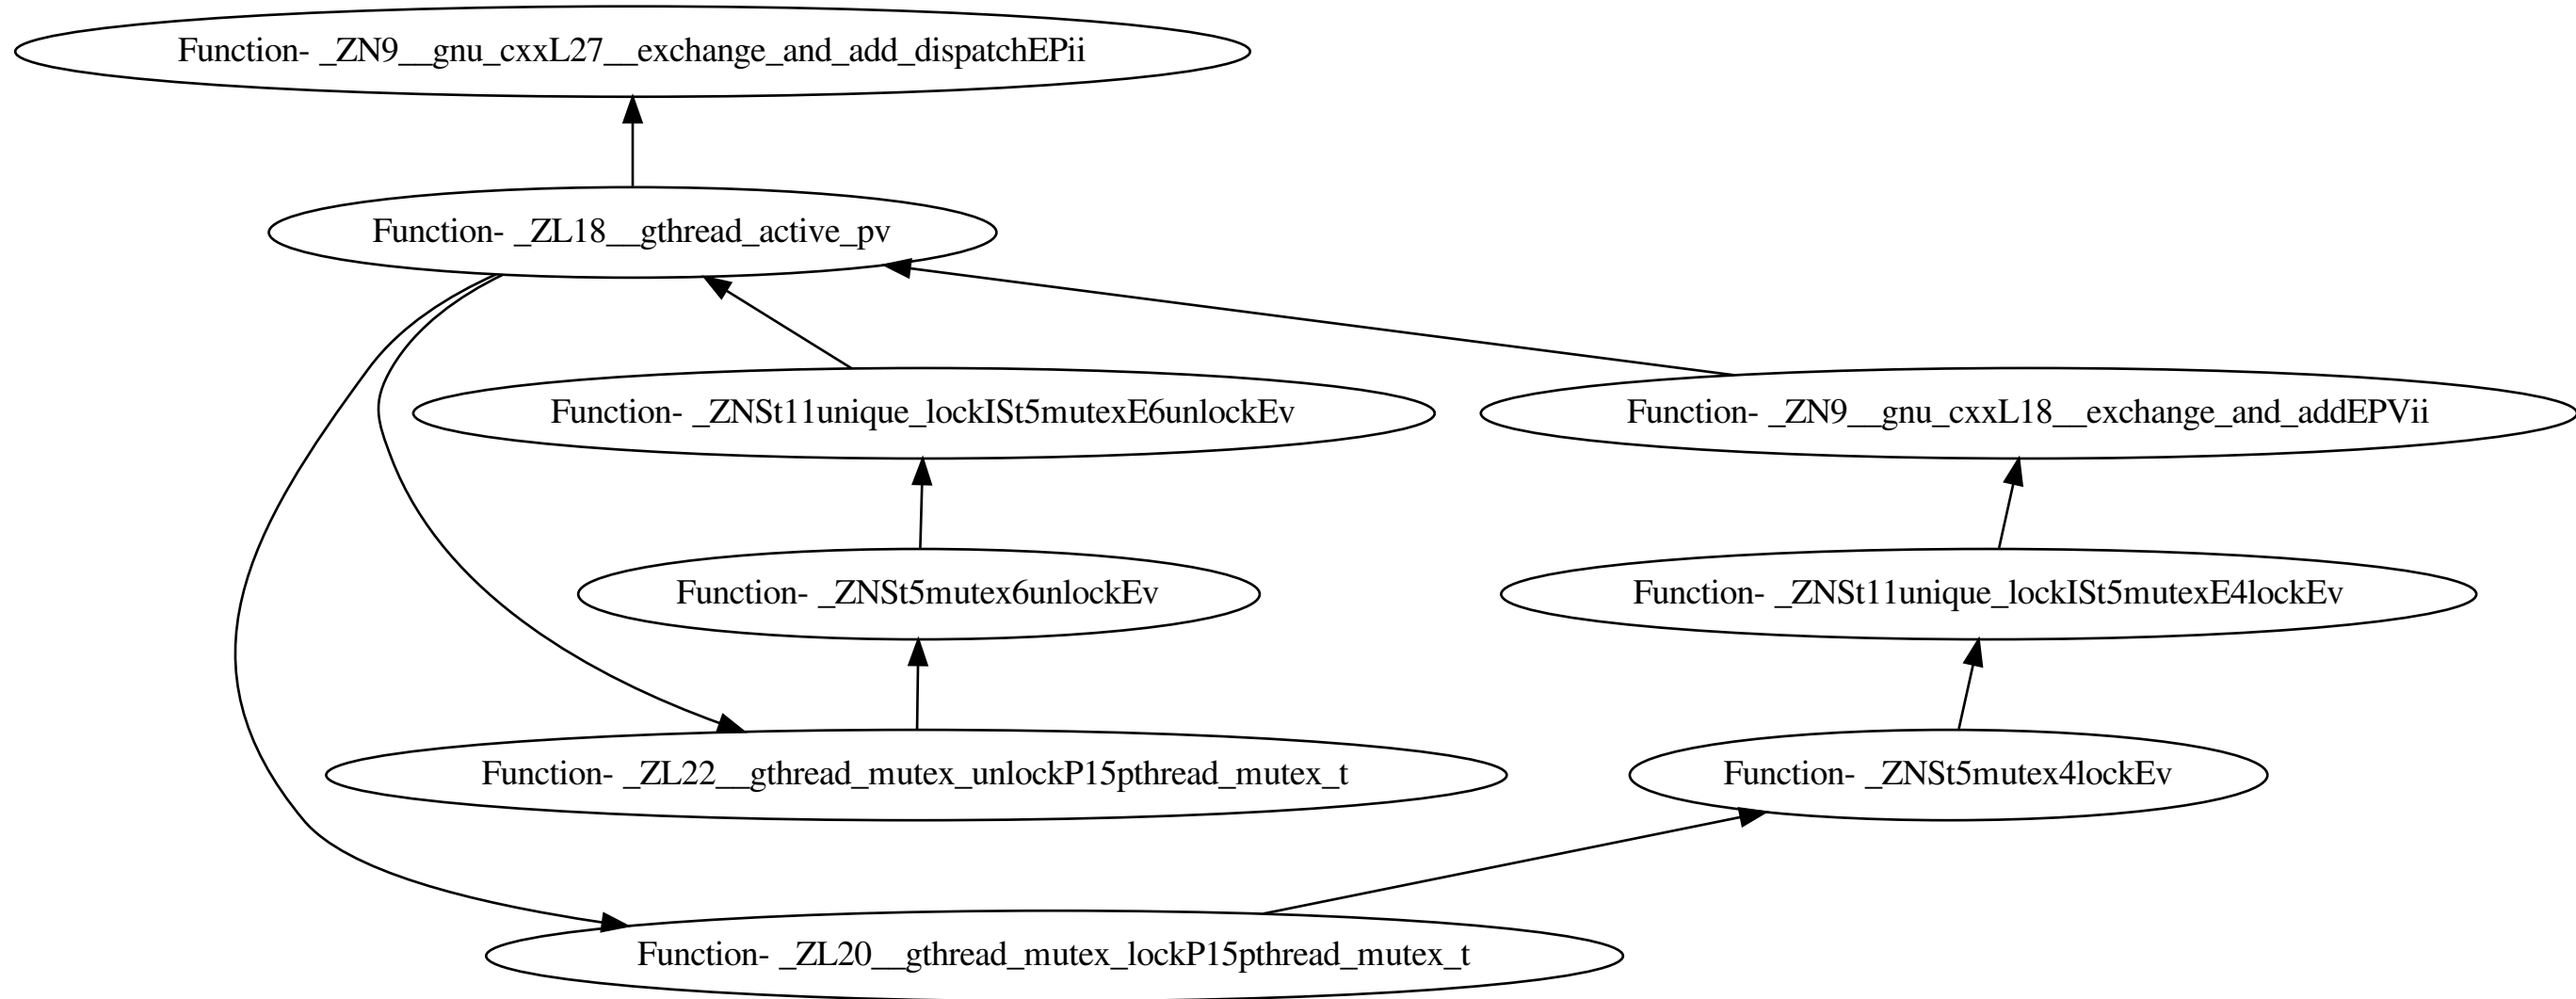 Function- _ZN9__gnu_cxxL27__exchange_and_add_dispatchEPii
Function- _ZL18__gthread_active_pv
Function- _ZNSt11unique_lockISt5mutexE6unlockEv
Function- _ZN9__gnu_cxxL18__exchange_and_addEPVii
Function- _ZNSt5mutex6unlockEv
Function- _ZNSt11unique_lockISt5mutexE4lockEv
Function- _ZL22__gthread_mutex_unlockP15pthread_mutex_t
Function- _ZNSt5mutex4lockEv
Function- _ZL20__gthread_mutex_lockP15pthread_mutex_t